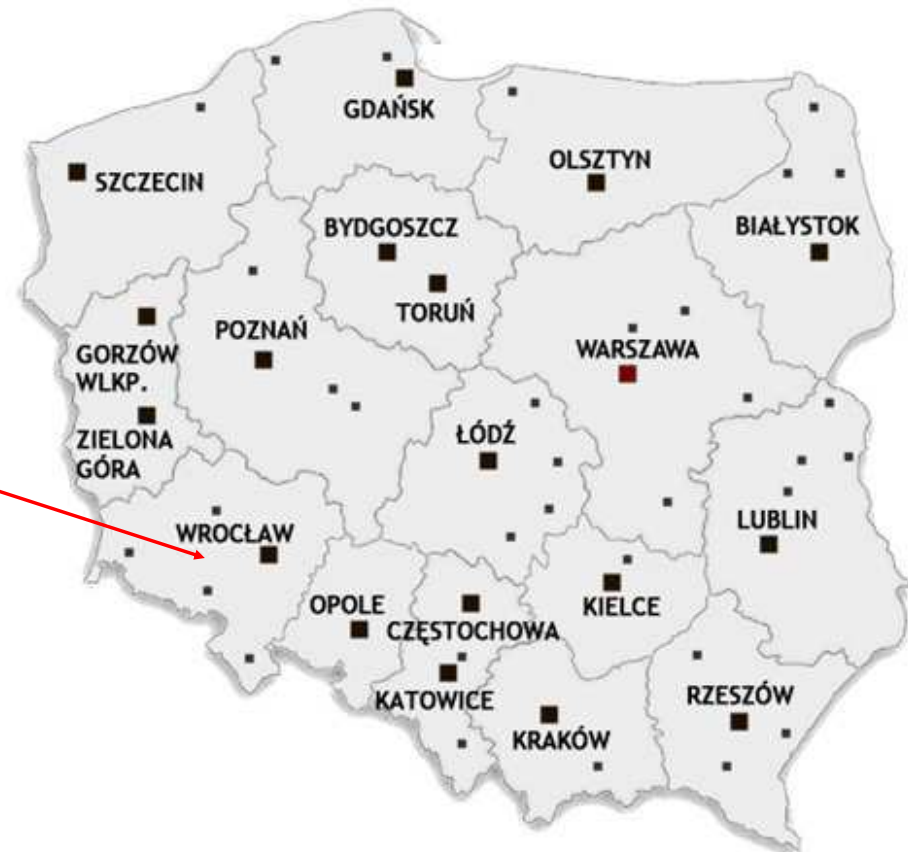 GDAŃSK
OLSZTYN
SZCZECIN
BYDGOSZCZ
BIAŁYSTOK
TORUŃ
POZNAŃ
WARSZAWA
GORZÓW
WLKP.
ZIELONA
GÓRA
ŁÓDŹ
WROCŁAW
LUBLIN
OPOLE
KIELCE
CZĘSTOCHOWA
KATOWICE
RZESZÓW
KRAKÓW